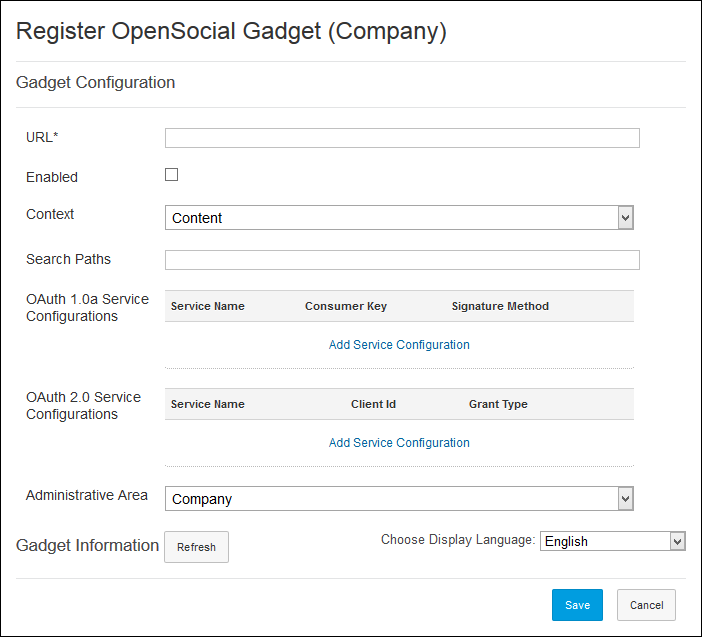 Register OpenSocial Gadget (Company)
Gadget Configuration
URL*
Enabled
Context
Content
Search Paths
OAuth 1.0a Service
Configurations
Service Name Consumer Key Signature Method
Add Service Configuration
OAuth 2.0 Service
Configurations
Service Name Client Id Grant Type
Add Service Configuration
Administrative Area
Company
Gadget Information Refresh Choose Display Language: English
Save Cancel